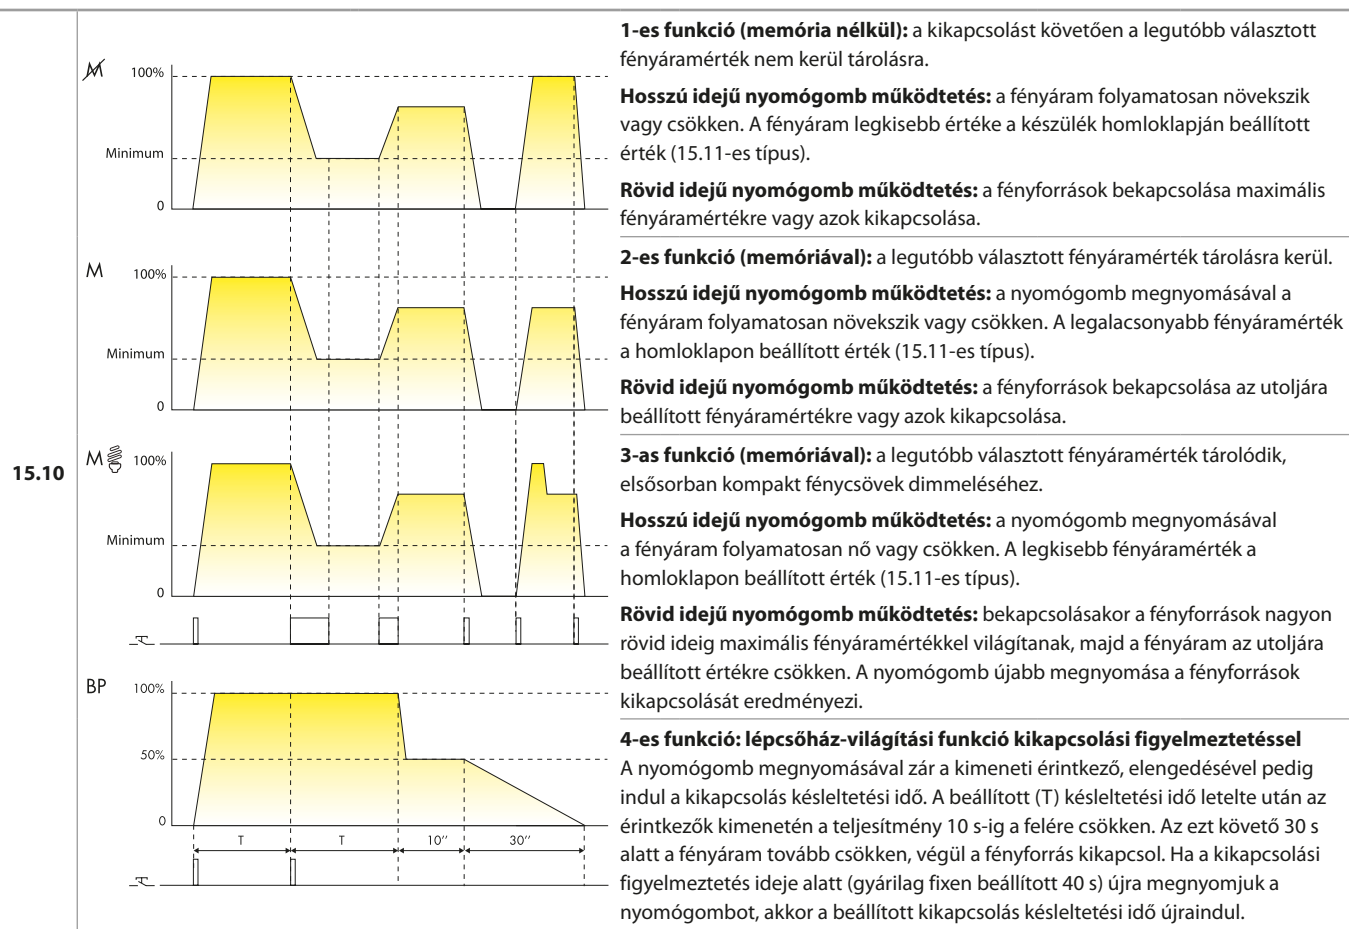 15.10
M
100%
Minimum
0
M
100%
Minimum
0
M
100%
Minimum
0
BP
100%
50%
0
T
T
10’’
30’’
1-es funkció (memória nélkül): a kikapcsolást követően a legutóbb választott
fényáramérték nem kerül tárolásra.
Hosszú idejű nyomógomb működtetés: a fényáram folyamatosan növekszik
vagy csökken. A fényáram legkisebb értéke a készülék homloklapján beállított
érték (15.11-es típus).
Rövid idejű nyomógomb működtetés: a fényforrások bekapcsolása maximális
fényáramértékre vagy azok kikapcsolása.
2-es funkció (memóriával): a legutóbb választott fényáramérték tárolásra kerül.
Hosszú idejű nyomógomb működtetés: a nyomógomb megnyomásával a
fényáram folyamatosan növekszik vagy csökken. A legalacsonyabb fényáramérték
a homloklapon beállított érték (15.11-es típus).
Rövid idejű nyomógomb működtetés: a fényforrások bekapcsolása az utoljára
beállított fényáramértékre vagy azok kikapcsolása.
3-as funkció (memóriával): a legutóbb választott fényáramérték tárolódik,
elsősorban kompakt fénycsövek dimmeléséhez.
Hosszú idejű nyomógomb működtetés: a nyomógomb megnyomásával
a fényáram folyamatosan nő vagy csökken. A legkisebb fényáramérték a
homloklapon beállított érték (15.11-es típus).
Rövid idejű nyomógomb működtetés: bekapcsolásakor a fényforrások nagyon
rövid ideig maximális fényáramértékkel világítanak, majd a fényáram az utoljára
beállított értékre csökken. A nyomógomb újabb megnyomása a fényforrások
kikapcsolását eredményezi.
4-es funkció: lépcsőház-világítási funkció kikapcsolási figyelmeztetéssel
A nyomógomb megnyomásával zár a kimeneti érintkező, elengedésével pedig
indul a kikapcsolás késleltetési idő. A beállított (T) késleltetési idő letelte után az
érintkezők kimenetén a teljesítmény 10 s-ig a felére csökken. Az ezt követő 30 s
alatt a fényáram tovább csökken, végül a fényforrás kikapcsol. Ha a kikapcsolási
figyelmeztetés ideje alatt (gyárilag fixen beállított 40 s) újra megnyomjuk a
nyomógombot, akkor a beállított kikapcsolás késleltetési idő újraindul.